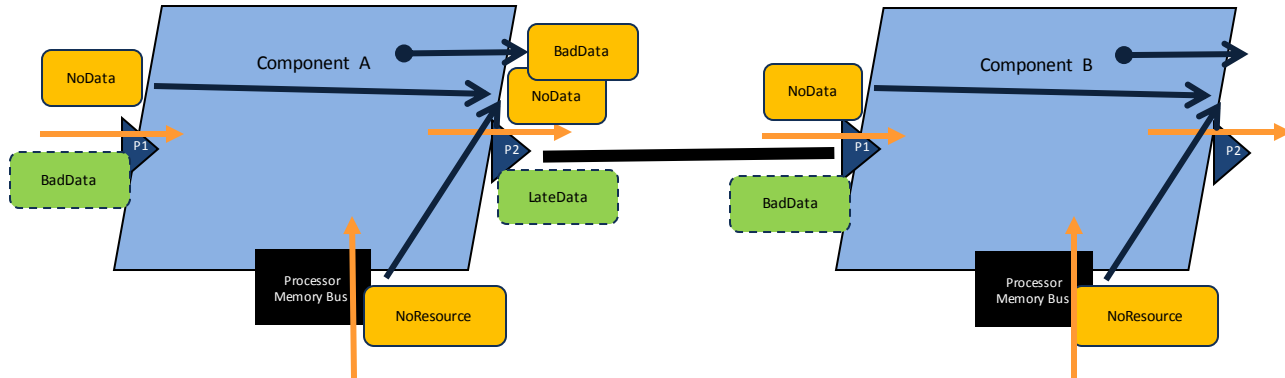 Component A
BadData
NoData
NoData
P1
BadData
P2
LateData
Processor
Memory Bus
NoResource
Component B
NoData
P1
P2
BadData
Processor
Memory Bus
NoResource